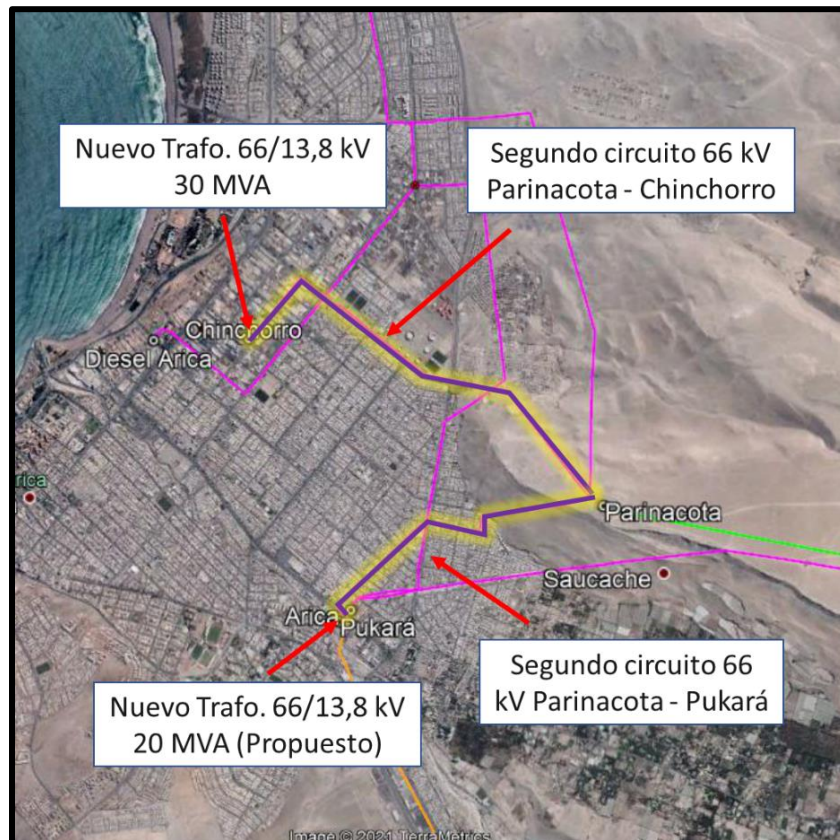 Nuevo Trafo. 66/13,8 kV
30 MVA
Segundo circuito 66 kV
Parinacota - Chinchorro
Chinchorro
Diesel Arica
rica
Parinacota
Saucache
Arica
Pukará
Segundo circuito 66
kV Parinacota - Pukará
Nuevo Trafo. 66/13,8 kV
20 MVA (Propuesto)
Image © 2021 TerraMetrics